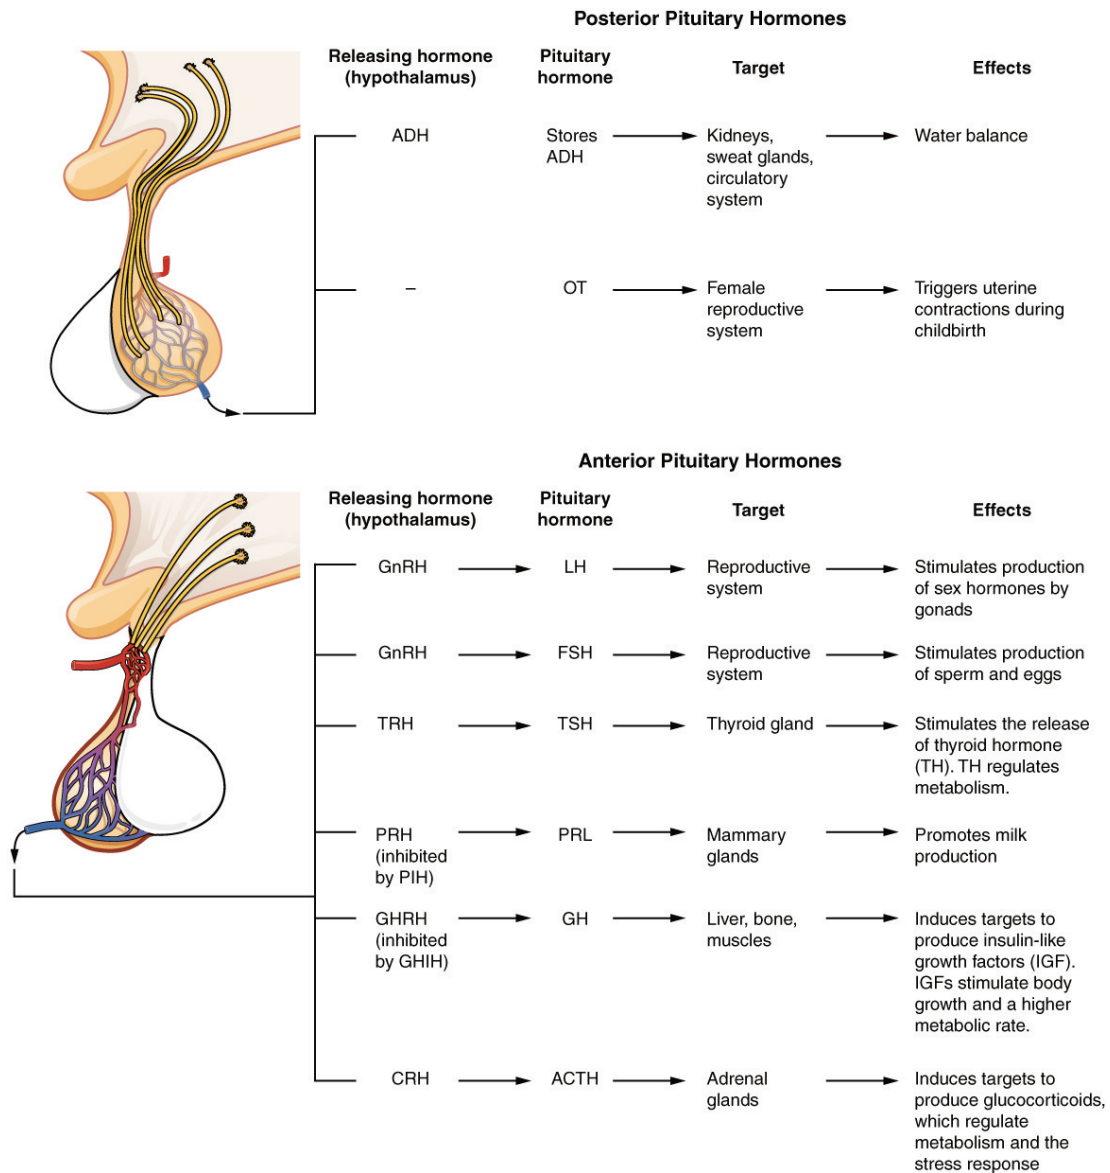 Posterior Pituitary Hormones
Releasing hormone
(hypothalamus)
Pituitary
hormone
Target
Effects
ADH
Stores
ADH
Kidneys,
sweat glands,
circulatory
system
Water balance
–
OT
Female
reproductive
system
Triggers uterine
contractions during
childbirth
Anterior Pituitary Hormones
Releasing hormone
(hypothalamus)
Pituitary
hormone
Target
Effects
GnRH
LH
Reproductive
system
Stimulates production
of sex hormones by
gonads
GnRH
FSH
Reproductive
system
Stimulates production
of sperm and eggs
TRH
TSH
Thyroid gland
Stimulates the release
of thyroid hormone
(TH). TH regulates
metabolism.
PRH
(inhibited
by PIH)
PRL
Mammary
glands
Promotes milk
production
GHRH
(inhibited
by GHIH)
GH
Liver, bone,
muscles
Induces targets to
produce insulin-like
growth factors (IGF).
IGFs stimulate body
growth and a higher
metabolic rate.
CRH
ACTH
Adrenal
glands
Induces targets to
produce glucocorticoids,
which regulate
metabolism and the
stress response